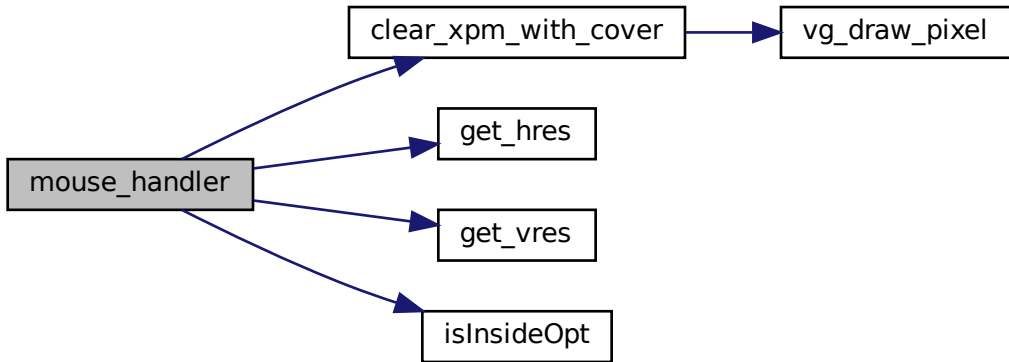 clear_xpm_with_cover
vg_draw_pixel
get_hres
mouse_handler
get_vres
isInsideOpt